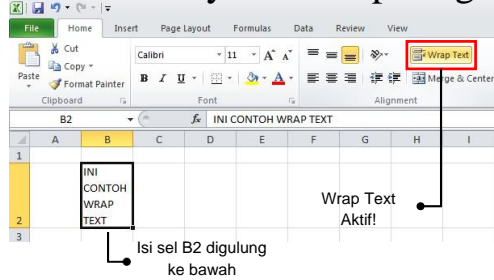 File Home Insert Page Layout Formulas Data Review View
Cut
Copy
Format Painter
Paste
Calibri 11 A A
Wrap Text
B I U A
Merge & Center
Clipboard Font Alignment
B2 fx INI CONTOH WRAP TEXT
A B C D E F G H I
1
INI
CONTOH
WRAP
TEXT
2
3
Wrap Text
Aktif!
Isi sel B2 digulung
ke bawah